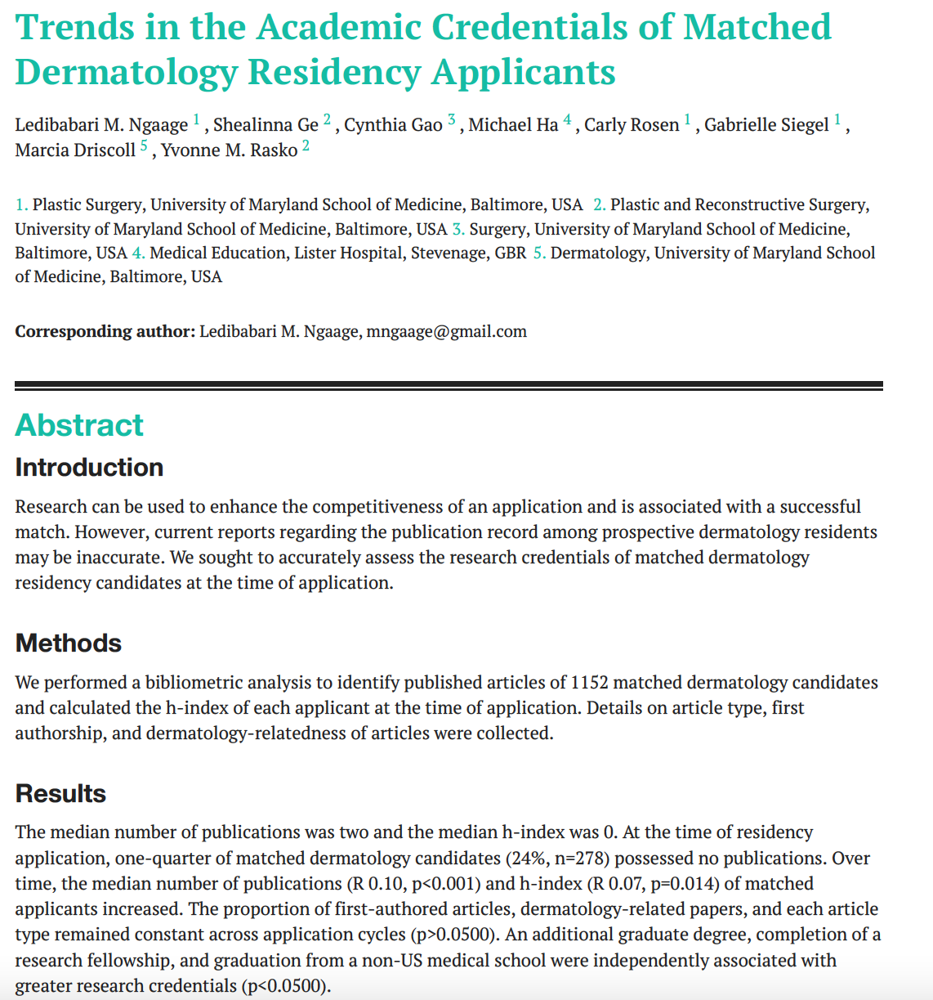 Trends in the Academic Credentials of Matched
Dermatology Residency Applicants
Ledibabari M. Ngaage 1 , Shealinna Ge 2 , Cynthia Gao 3 , Michael Ha 4 , Carly Rosen 1 , Gabrielle Siegel 1 ,
Marcia Driscoll 5 , Yvonne M. Rasko 2
1. Plastic Surgery, University of Maryland School of Medicine, Baltimore, USA 2. Plastic and Reconstructive Surgery,
University of Maryland School of Medicine, Baltimore, USA 3. Surgery, University of Maryland School of Medicine,
Baltimore, USA 4. Medical Education, Lister Hospital, Stevenage, GBR 5. Dermatology, University of Maryland School
of Medicine, Baltimore, USA
Corresponding author: Ledibabari M. Ngaage, mngaage@gmail.com
Abstract
Introduction
Research can be used to enhance the competitiveness of an application and is associated with a successful
match. However, current reports regarding the publication record among prospective dermatology residents
may be inaccurate. We sought to accurately assess the research credentials of matched dermatology
residency candidates at the time of application.
Methods
We performed a bibliometric analysis to identify published articles of 1152 matched dermatology candidates
and calculated the h-index of each applicant at the time of application. Details on article type, first
authorship, and dermatology-relatedness of articles were collected.
Results
The median number of publications was two and the median h-index was 0. At the time of residency
application, one-quarter of matched dermatology candidates (24%, n=278) possessed no publications. Over
time, the median number of publications (R 0.10, p<0.001) and h-index (R 0.07, p=0.014) of matched
applicants increased. The proportion of first-authored articles, dermatology-related papers, and each article
type remained constant across application cycles (p>0.0500). An additional graduate degree, completion of a
research fellowship, and graduation from a non-US medical school were independently associated with
greater research credentials (p<0.0500).